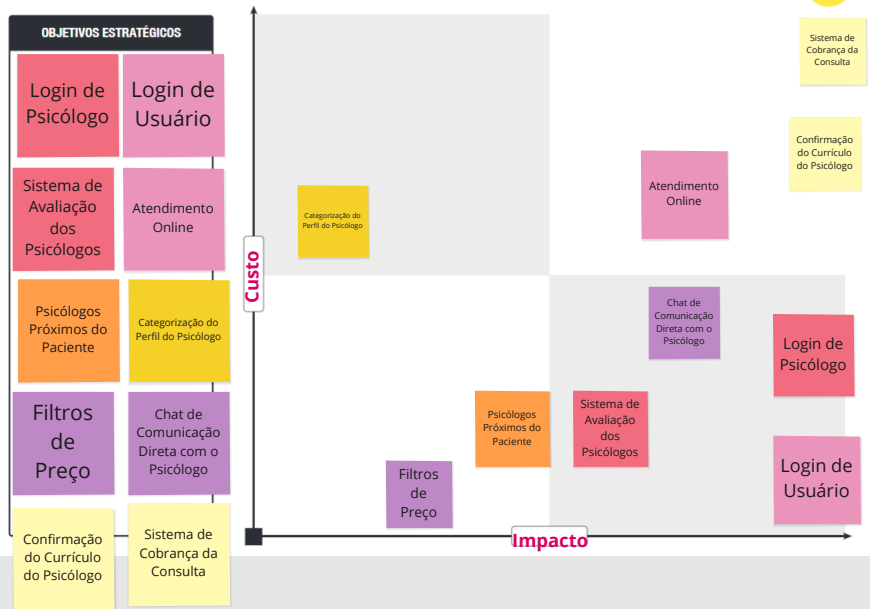 OBJETIVOS ESTRATÉGICOS
Login de
Psicólogo
Login de
Usuário
Sistema de
Avaliação
dos
Psicólogos
Atendimento
Online
Psicólogos
Próximos do
Paciente
Categorização do
Perfil do Psicólogo
Filtros
de
Preço
Chat de
Comunicação
Direta com o
Psicólogo
Confirmação
do Currículo
do Psicólogo
Sistema de
Cobrança da
Consulta
Custo
Impacto
Sistema de
Cobrança da
Consulta
Confirmação
do Currículo
do Psicólogo
Atendimento
Online
Categorização do
Perfil do Psicólogo
Chat de
Comunicação
Direta com o
Psicólogo
Login de
Psicólogo
Psicólogos
Próximos do
Paciente
Sistema de
Avaliação
dos
Psicólogos
Filtros
de
Preço
Login de
Usuário